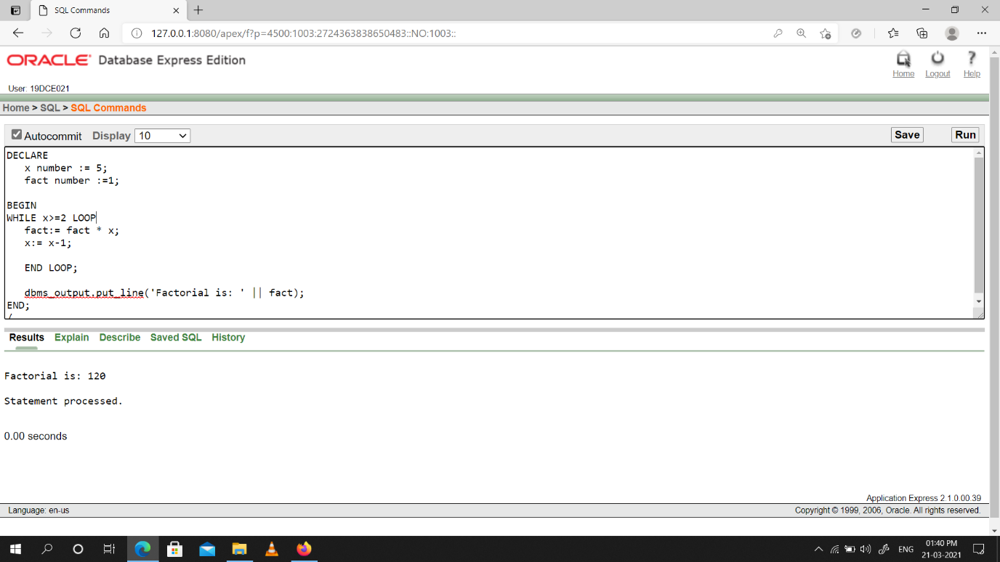 SQL Commands
127.0.0.1:8080/apex/f?p=4500:1003:2724363838650483::NO:1003::
ORACLE Database Express Edition
Home Logout Help
User: 19DCE021
Home > SQL > SQL Commands
Autocommit Display 10 Save Run
DECLARE
x number := 5;
fact number :=1;
BEGIN
WHILE x>=2 LOOP
fact:= fact * x;
x:= x-1;
END LOOP;
dbms_output.put_line('Factorial is: ' || fact);
END;
/
Results Explain Describe Saved SQL History
Factorial is: 120
Statement processed.
0.00 seconds
Application Express 2.1.0.00.39
Language: en-us Copyright © 1999, 2006, Oracle. All rights reserved.
ENG 01:40 PM
21-03-2021